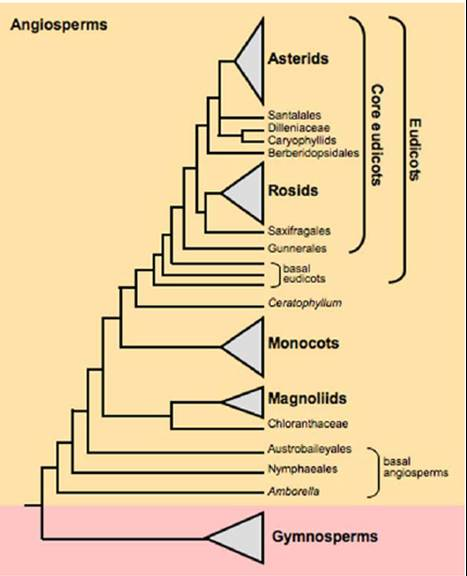 Angiosperms
Asterids
Santalales
Dilleniaceae
Caryophyllids
Berberidopsidales
Rosids
Saxifragales
Gunnerales
basal
eudicots
Core eudicots
Eudicots
Ceratophyllum
Monocots
Magnoliids
Chloranthaceae
Austrobaileyales
Nymphaeales
Amborella
basal
angiosperms
Gymnosperms